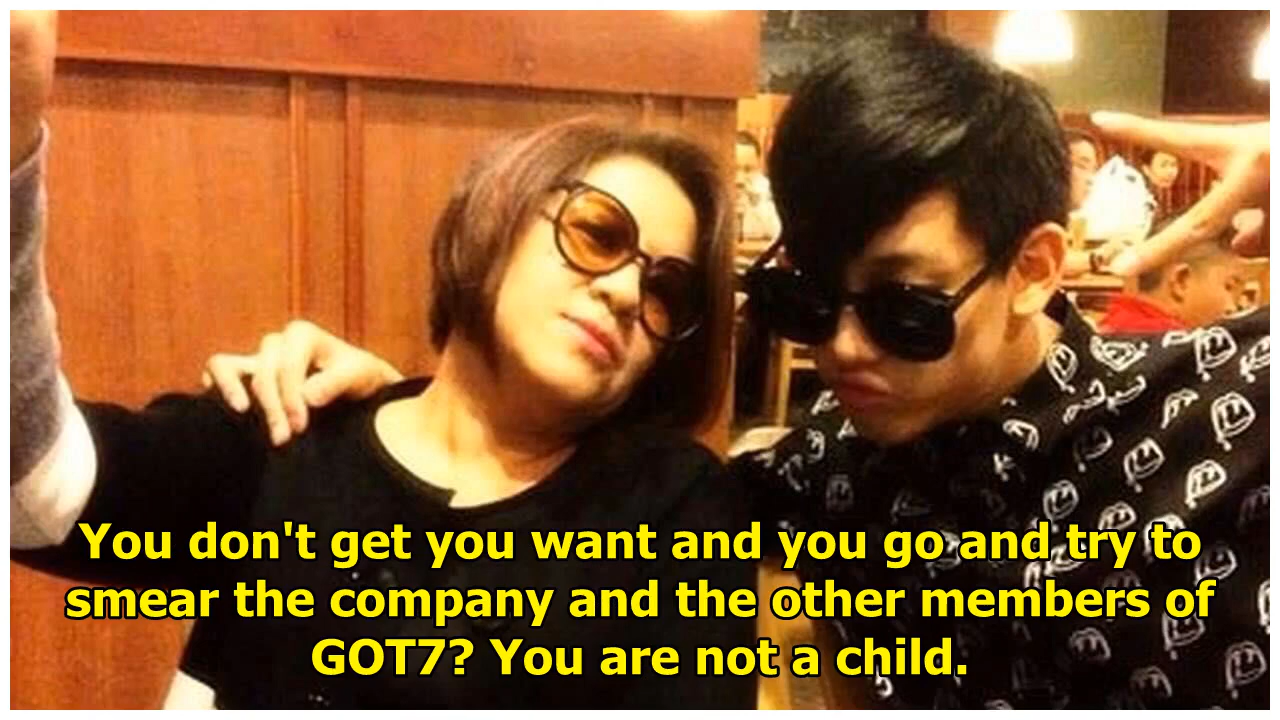 You don't get you want and you go and try to
smear the company and the other members of
GOT7? You are not a child.